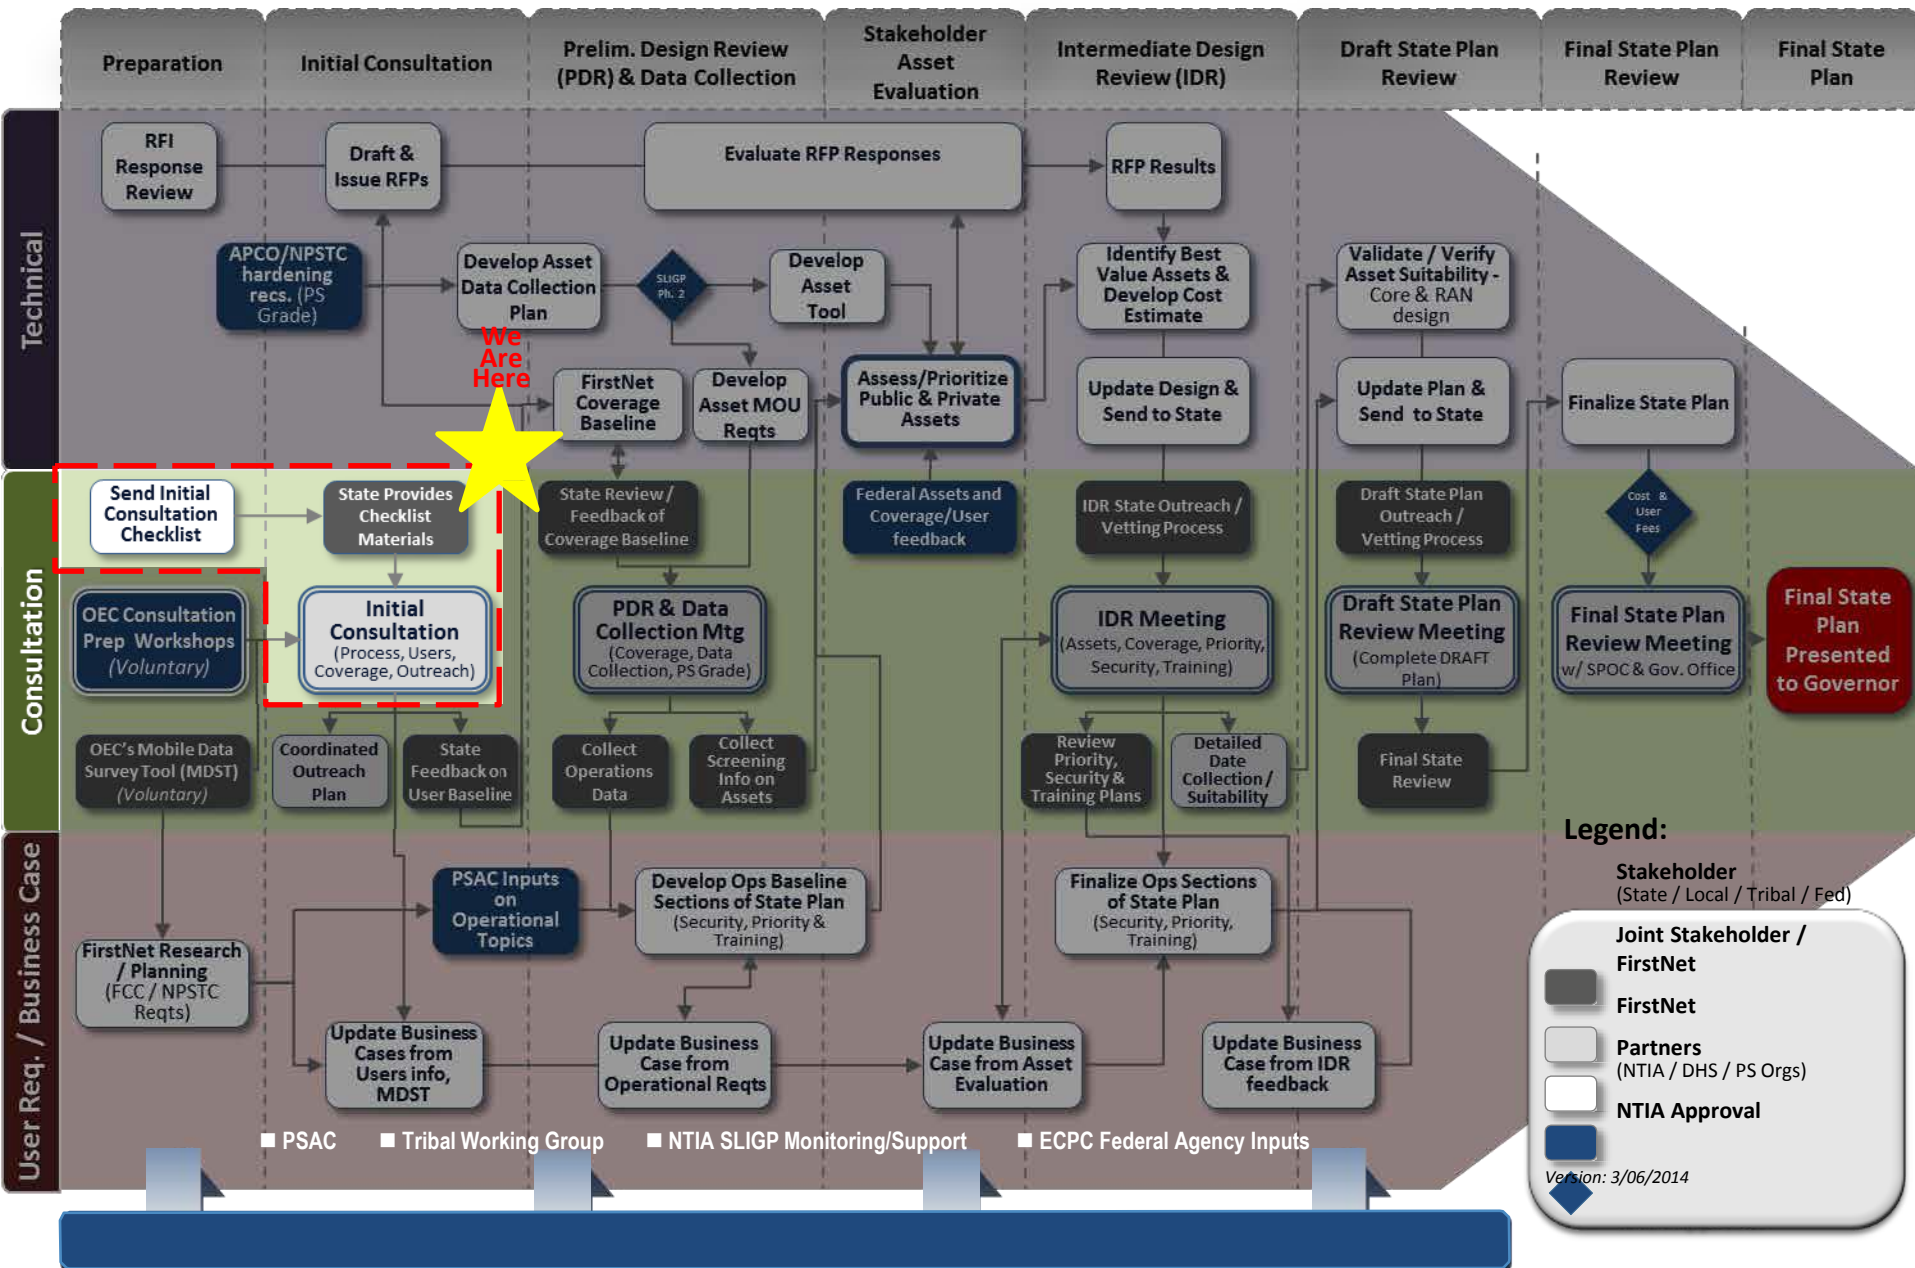 Preparation
Initial Consultation
Prelim. Design Review
(PDR) & Data Collection
Stakeholder
Asset
Evaluation
Intermediate Design
Review (IDR)
Draft State Plan
Review
Final State Plan
Review
Final State
Plan
Technical
RFI
Response
Review
Draft &
Issue RFPs
Evaluate RFP Responses
RFP Results
APCO/NPSTC
hardening
recs. (PS
Grade)
Develop Asset
Data Collection
Plan
SLIGP
Ph. 2
Develop
Asset
Tool
Identify Best
Value Assets &
Develop Cost
Estimate
Validate / Verify
Asset Suitability -
Core & RAN
design
We
Are
Here
FirstNet
Coverage
Baseline
Develop
Asset MOU
Reqts
Assess/Prioritize
Public & Private
Assets
Update Design &
Send to State
Update Plan &
Send to State
Finalize State Plan
Consultation
Send Initial
Consultation
Checklist
State Provides
Checklist
Materials
State Review /
Feedback of
Coverage Baseline
Federal Assets and
Coverage/User
feedback
IDR State Outreach /
Vetting Process
Draft State Plan
Outreach /
Vetting Process
Cost &
User
Fees
OEC Consultation
Prep Workshops
(Voluntary)
Initial
Consultation
(Process, Users,
Coverage, Outreach)
PDR & Data
Collection Mtg
(Coverage, Data
Collection, PS Grade)
IDR Meeting
(Assets, Coverage, Priority,
Security, Training)
Draft State Plan
Review Meeting
(Complete DRAFT
Plan)
Final State Plan
Review Meeting
w/ SPOC & Gov. Office
Final State
Plan
Presented
to Governor
OEC's Mobile Data
Survey Tool (MDST)
(Voluntary)
Coordinated
Outreach
Plan
State
Feedback on
User Baseline
Collect
Operations
Data
Collect
Screening
Info on
Assets
Review
Priority,
Security &
Training Plans
Detailed
Date
Collection /
Suitability
Final State
Review
User Req. / Business Case
PSAC Inputs
on
Operational
Topics
Develop Ops Baseline
Sections of State Plan
(Security, Priority &
Training)
Finalize Ops Sections
of State Plan
(Security, Priority,
Training)
FirstNet Research
/ Planning
(FCC / NPSTC
Reqts)
Update Business
Cases from
Users info,
MDST
Update Business
Case from
Operational Reqts
Update Business
Case from Asset
Evaluation
Update Business
Case from IDR
feedback
PSAC
Tribal Working Group
NTIA SLIGP Monitoring/Support
ECPC Federal Agency Inputs
Legend:
Stakeholder
(State / Local / Tribal / Fed)
Joint Stakeholder /
FirstNet
FirstNet
Partners
(NTIA / DHS / PS Orgs)
NTIA Approval
Version: 3/06/2014